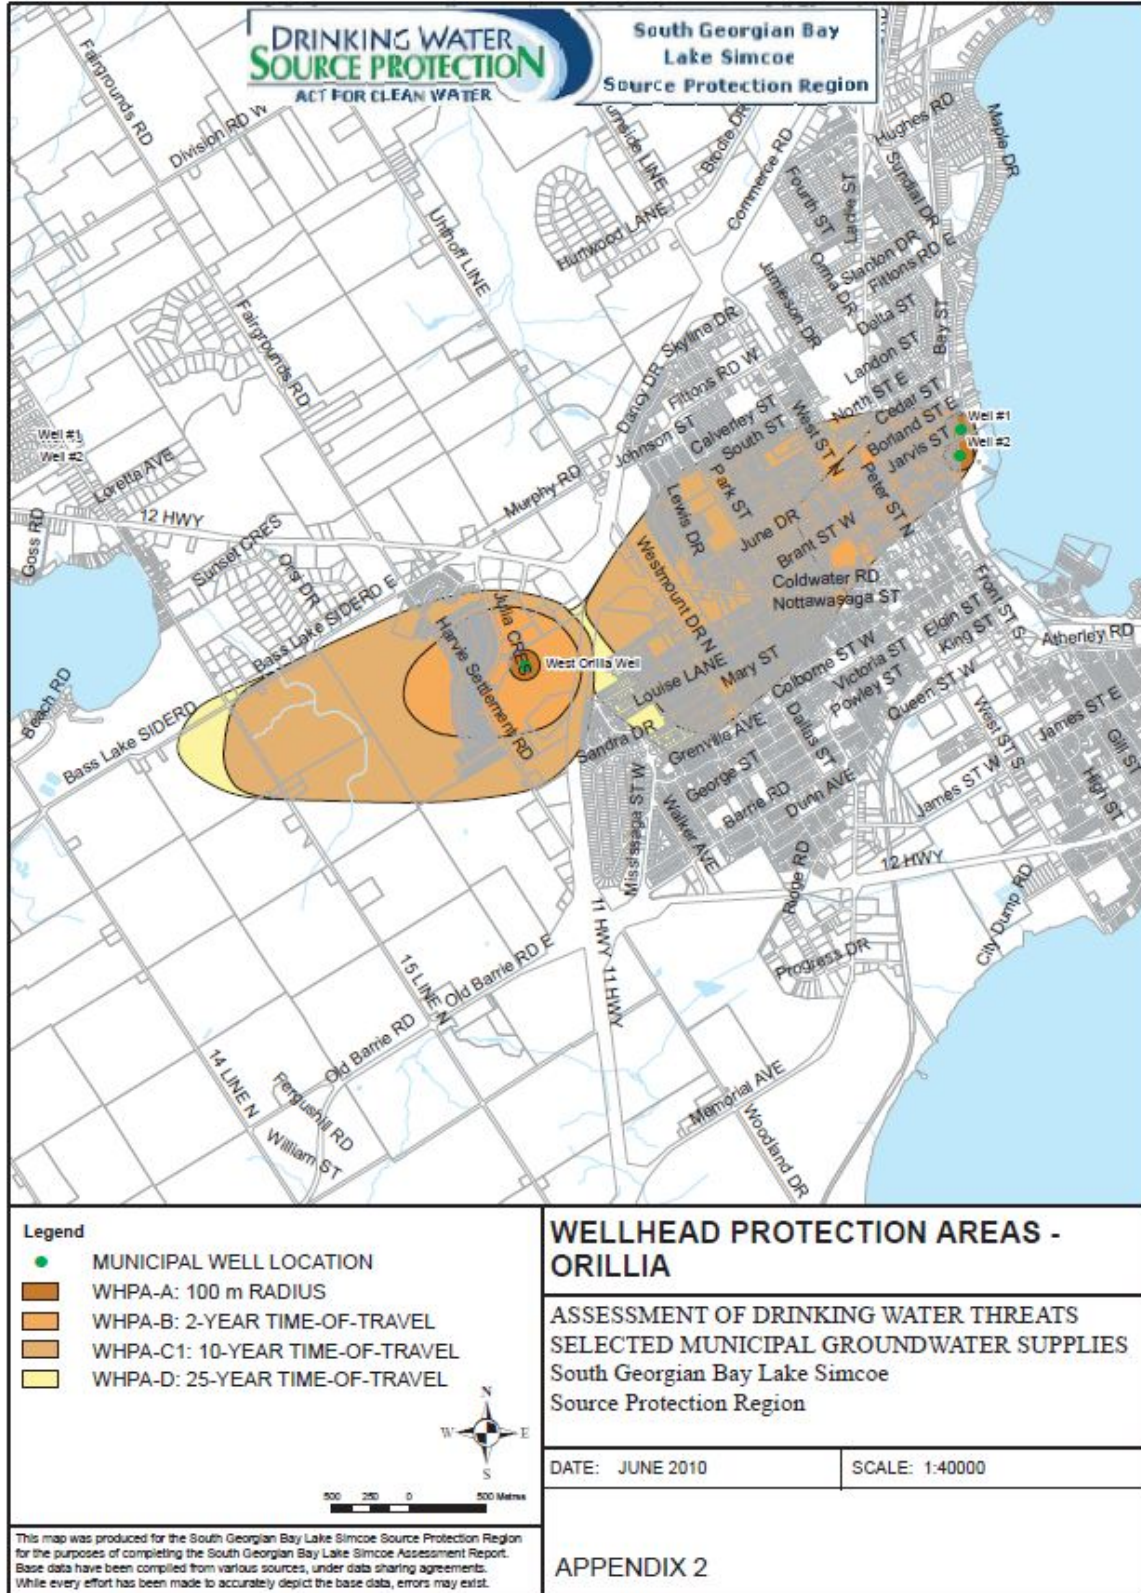 DRINKING WATER
SOURCE PROTECTION
ACT FOR CLEAN WATER
South Georgian Bay
Lake Simcoe
Source Protection Region
Fairgrounds RD
Division RD W
Uhthoff LINE
Brodie DR
Commerce RD
Hurlwood LANE
Hughes RD
Maple DR
Sundial DR
Fourth ST
Laclie ST
Stanton DR
Fittons RD E
Orma DR
Jamieson DR
Delta ST
Bay ST
Landon ST
Skyline DR
Fittons RD W
Dancy DR
Fairgrounds RD
North ST E
Cedar ST
Borland ST E
Jarvis ST
Well #1
Well #2
Johnson ST
Calverley ST
South ST
West ST N
Peter ST N
Park ST
Lewis DR
June DR
Brant ST W
Coldwater RD
Nottawasaga ST
Well #1
Well #2
Loretta AVE
12 HWY
Goss RD
Murphy RD
Sunset CRES
Orsi DR
Bass Lake SIDERD E
Julia CRES
Harvie Settlement RD
West Orillia Well
Westmount DR N
Louise LANE
Mary ST
Colborne ST W
Victoria ST
Powley ST
Elgin ST
King ST
Front ST S
Atherley RD
Queen ST W
West ST S
James ST E
Gill ST
High ST
James ST W
Beach RD
Bass Lake SIDERD
Sandra DR
Grenville AVE
Dallas ST
George ST
Barrie RD
Dunn AVE
Walker AVE
Mississaga ST W
Ridge RD
12 HWY
City Dump RD
Progress DR
11 HWY
11 HWY
15 LINE N
Old Barrie RD E
Old Barrie RD
14 LINE N
Fergushill RD
William ST
Memorial AVE
Woodland DR
Legend
MUNICIPAL WELL LOCATION
WHPA-A: 100 m RADIUS
WHPA-B: 2-YEAR TIME-OF-TRAVEL
WHPA-C1: 10-YEAR TIME-OF-TRAVEL
WHPA-D: 25-YEAR TIME-OF-TRAVEL
N
W E
S
500 250 0 500 Metres
This map was produced for the South Georgian Bay Lake Simcoe Source Protection Region
for the purposes of completing the South Georgian Bay Lake Simcoe Assessment Report.
Base data have been compiled from various sources, under data sharing agreements.
While every effort has been made to accurately depict the base data, errors may exist.
WELLHEAD PROTECTION AREAS -
ORILLIA
ASSESSMENT OF DRINKING WATER THREATS
SELECTED MUNICIPAL GROUNDWATER SUPPLIES
South Georgian Bay Lake Simcoe
Source Protection Region
DATE: JUNE 2010
SCALE: 1:40000
APPENDIX 2